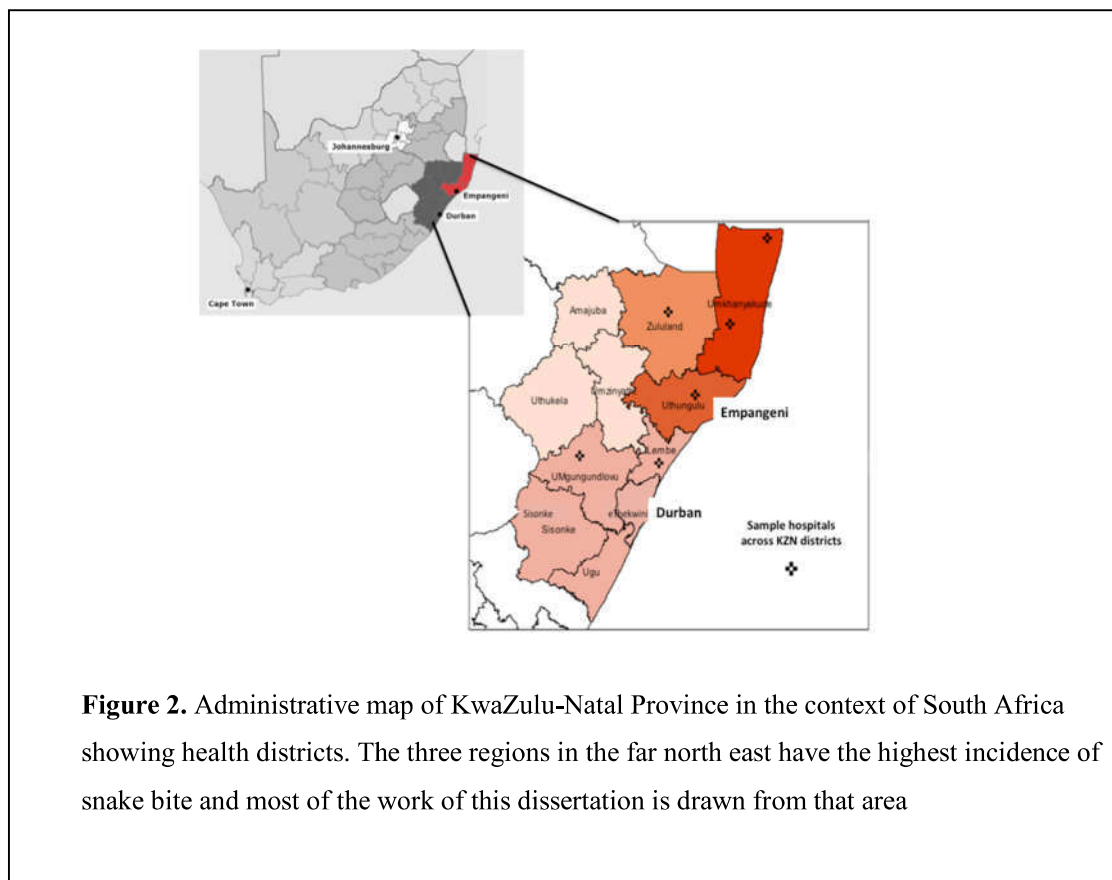 Johannesburg
Empangeni
Durban
Cape Town
Amajuba
Zululand
Umkhanyakude
Uthukela
Uthungulu
Empangeni
UMgungundlovu
Sisonke
Sisonke
Durban
Ugu
Sample hospitals
across KZN districts
Figure 2. Administrative map of KwaZulu-Natal Province in the context of South Africa
showing health districts. The three regions in the far north east have the highest incidence of
snake bite and most of the work of this dissertation is drawn from that area